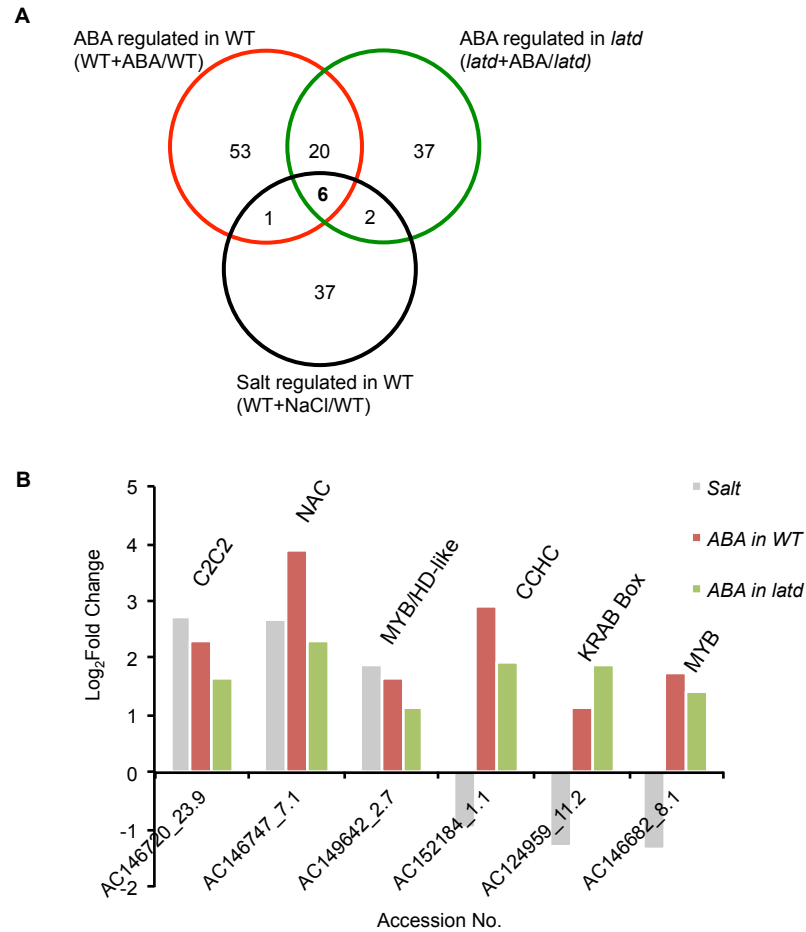 A
ABA regulated in WT
(WT+ABA/WT)
ABA regulated in latd
(latd+ABA/latd)
53
20
37
6
1
2
37
Salt regulated in WT
(WT+NaCl/WT)
B
5
4
3
2
1
0
-1
-2
Log2Fold Change
C2C2
NAC
MYB/HD-like
CCHC
KRAB Box
MYB
Salt
ABA in WT
ABA in latd
AC146720_23.9
AC146747_7.1
AC149642_2.7
AC152184_1.1
AC124959_11.2
AC146682_8.1
Accession No.